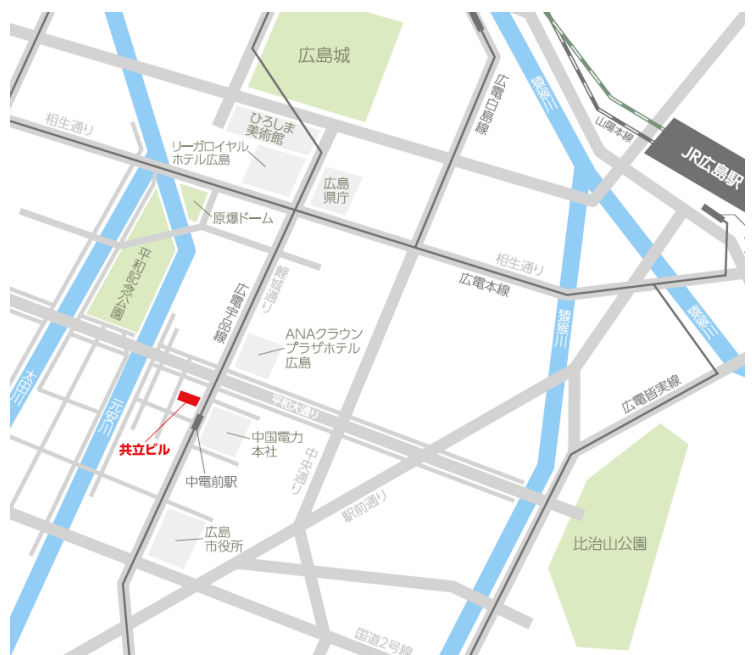 広島城
広電白島線
猿猴川
相生通り
ひろしま
美術館
山陽本線
JR広島駅
リーガロイヤル
ホテル広島
広島
県庁
原爆ドーム
平和記念公園
鯉城通り
広電宇品線
相生通り
広電本線
猿猴川
猿猴川
ANAクラウン
プラザホテル
広島
太田川
元安川
平和大通り
広電皆実線
共立ビル
中国電力
本社
中電前駅
中央通り
駅前通り
広島
市役所
比治山公園
国道2号線